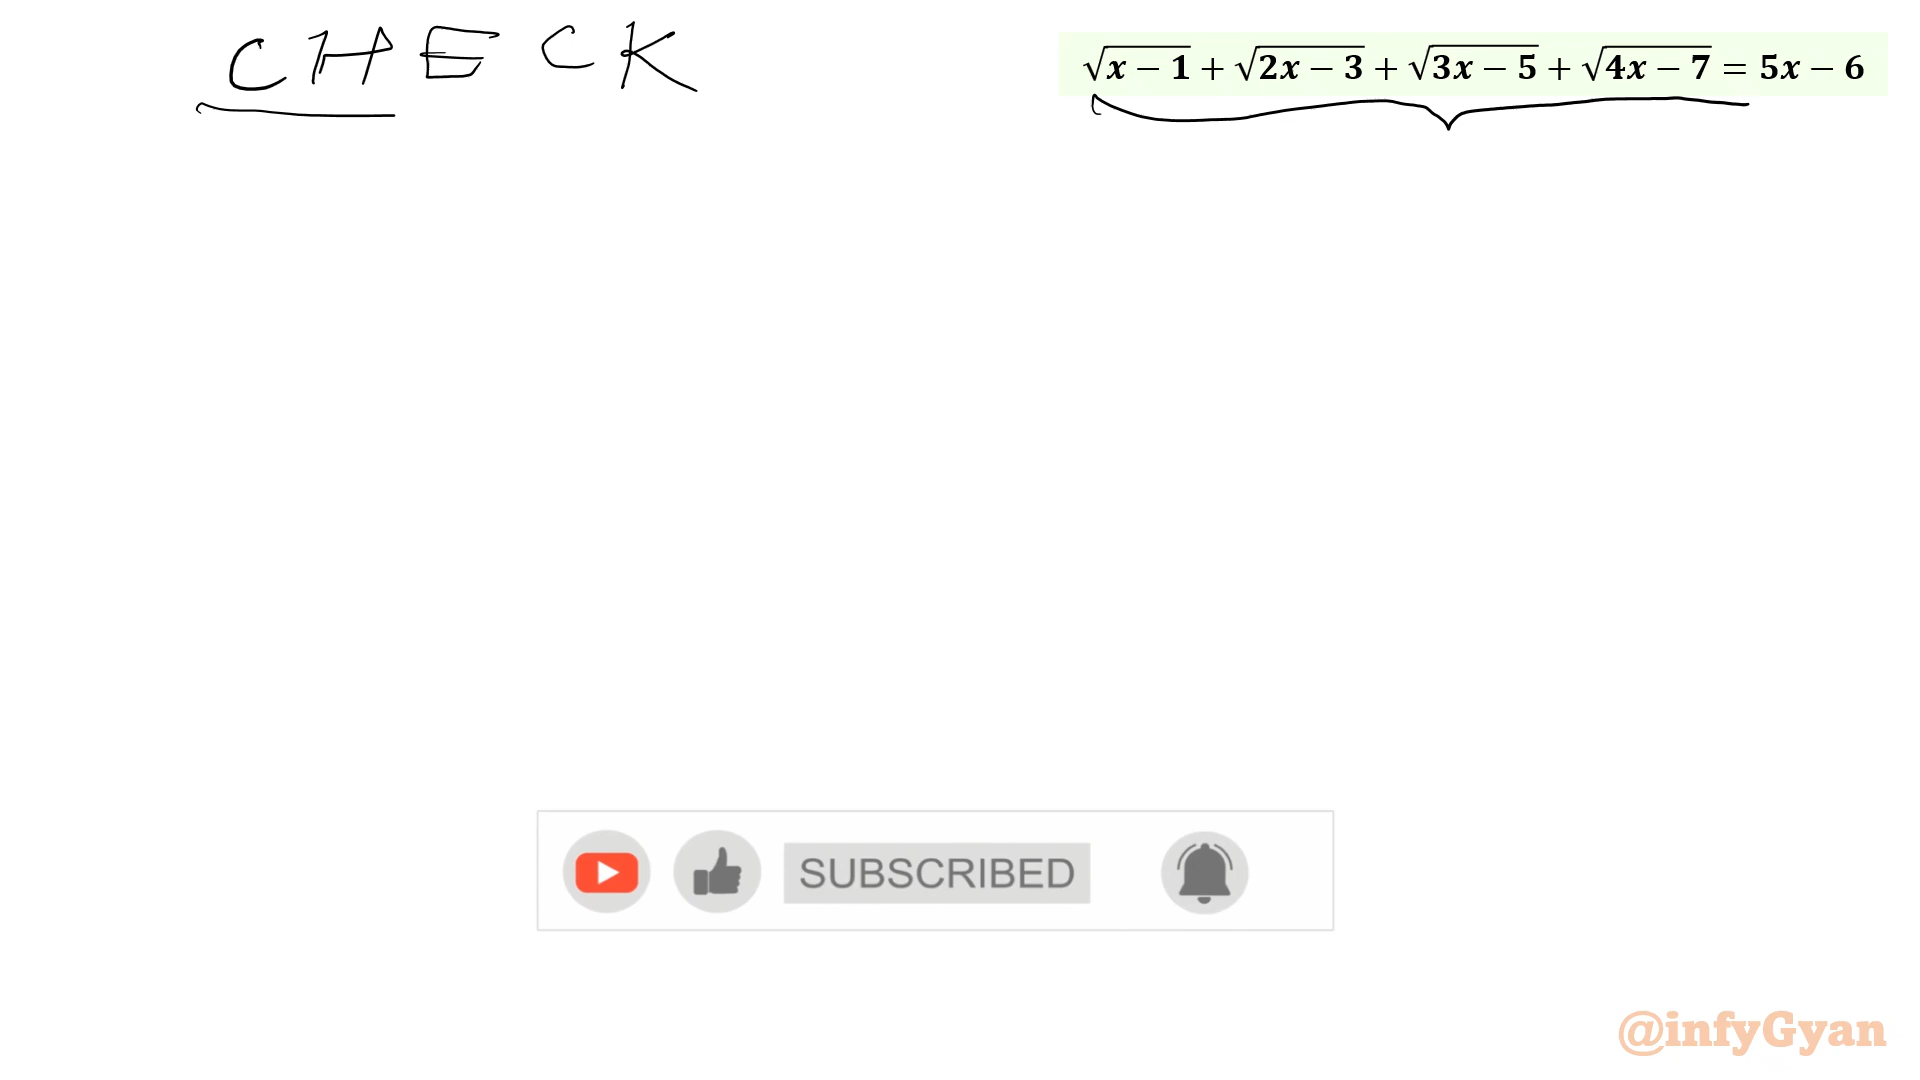 CHECK
√x − 1 + √2x − 3 + √3x − 5 + √4x − 7 = 5x − 6
SUBSCRIBED
@infyGyan